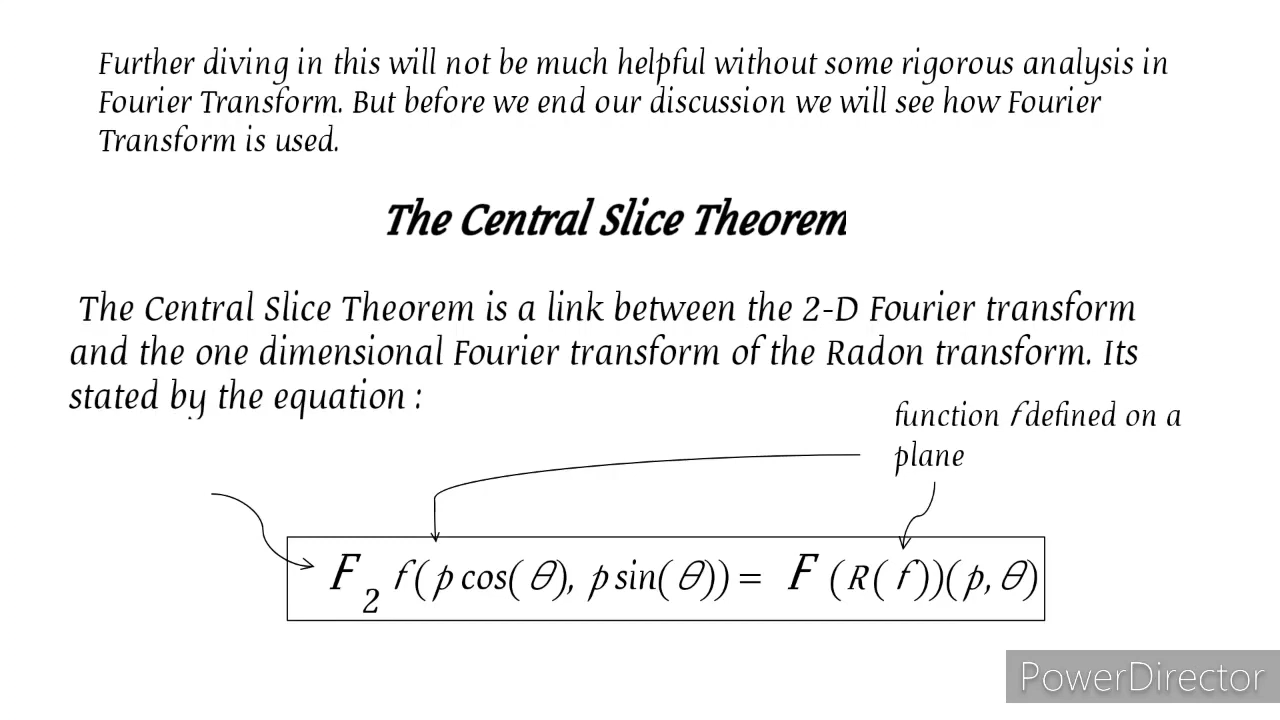 Further diving in this will not be much helpful without some rigorous analysis in
Fourier Transform. But before we end our discussion we will see how Fourier
Transform is used.
The Central Slice Theorem
The Central Slice Theorem is a link between the 2-D Fourier transform
and the one dimensional Fourier transform of the Radon transform. Its
stated by the equation :
function f defined on a
plane
F₂ f(p cos(θ), p sin(θ)) = F (R(f))(p,θ)
PowerDirector